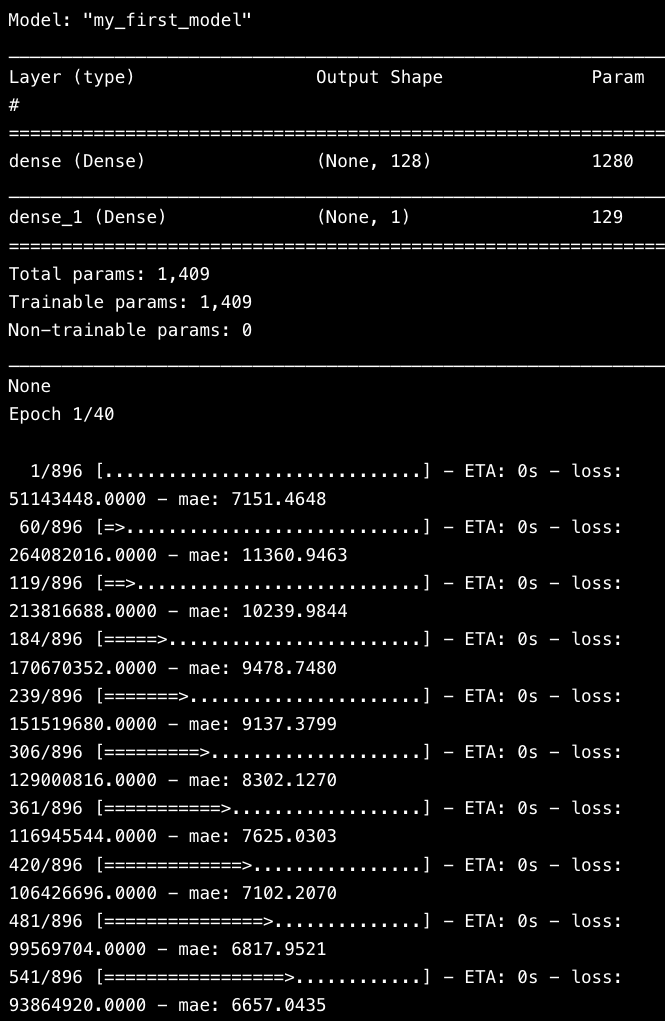 Model: "my_first_model"
_________________________________________________________________
Layer (type)                 Output Shape              Param
#
=================================================================
dense (Dense)                (None, 128)               1280
_________________________________________________________________
dense_1 (Dense)              (None, 1)                 129
=================================================================
Total params: 1,409
Trainable params: 1,409
Non-trainable params: 0
_________________________________________________________________
None
Epoch 1/40

  1/896 [..............................] - ETA: 0s - loss:
51143448.0000 - mae: 7151.4648
 60/896 [=>............................] - ETA: 0s - loss:
264082016.0000 - mae: 11360.9463
119/896 [==>...........................] - ETA: 0s - loss:
213816688.0000 - mae: 10239.9844
184/896 [=====>........................] - ETA: 0s - loss:
170670352.0000 - mae: 9478.7480
239/896 [=======>......................] - ETA: 0s - loss:
151519680.0000 - mae: 9137.3799
306/896 [=========>....................] - ETA: 0s - loss:
129000816.0000 - mae: 8302.1270
361/896 [===========>..................] - ETA: 0s - loss:
116945544.0000 - mae: 7625.0303
420/896 [=============>................] - ETA: 0s - loss:
106426696.0000 - mae: 7102.2070
481/896 [===============>..............] - ETA: 0s - loss:
99569704.0000 - mae: 6817.9521
541/896 [=================>............] - ETA: 0s - loss:
93864920.0000 - mae: 6657.0435